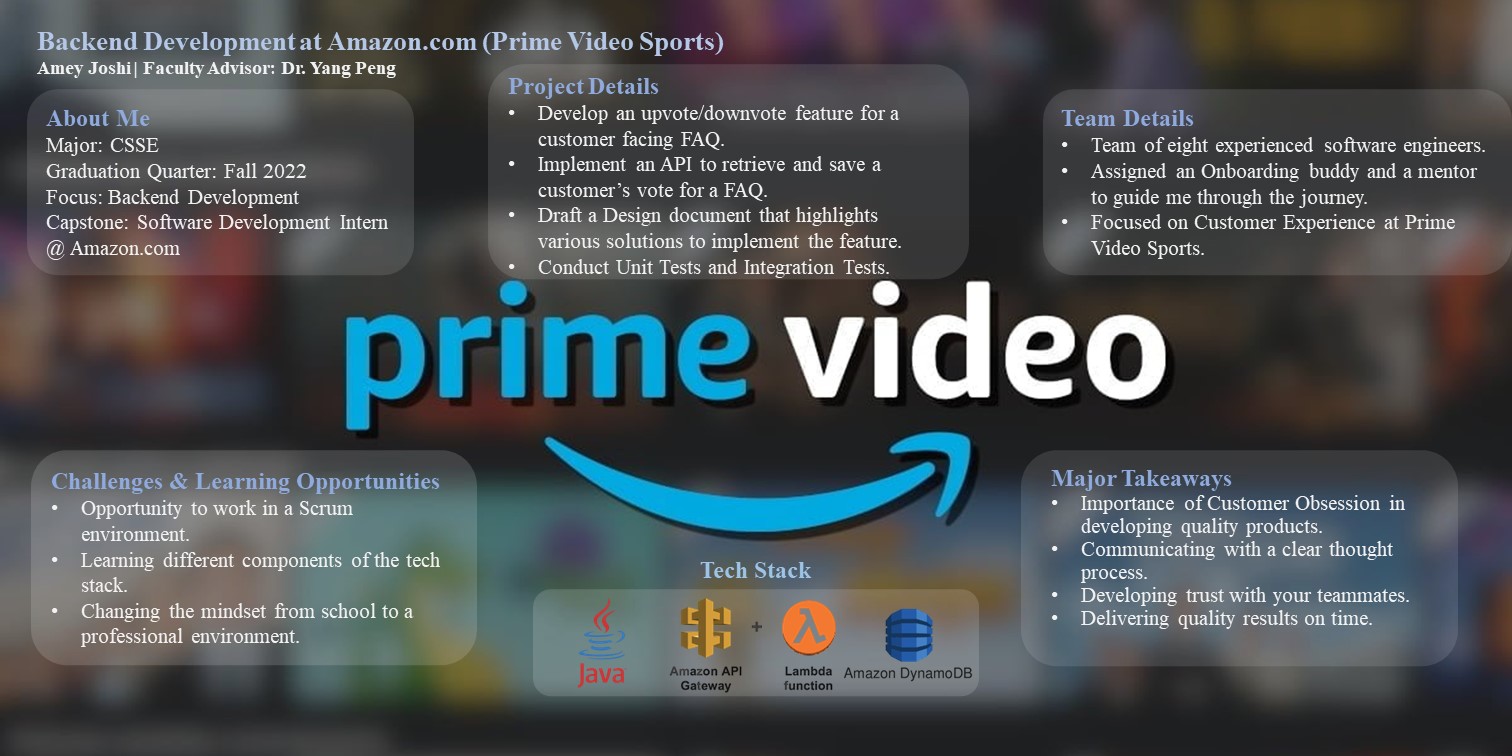 Backend Development at Amazon.com (Prime Video Sports)
Amey Joshi| Faculty Advisor: Dr. Yang Peng
About Me
Major: CSSE
Graduation Quarter: Fall 2022
Focus: Backend Development
Capstone: Software Development Intern
@ Amazon.com
Project Details
• Develop an upvote/downvote feature for a
customer facing FAQ.
• Implement an API to retrieve and save a
customer’s vote for a FAQ.
• Draft a Design document that highlights
various solutions to implement the feature.
• Conduct Unit Tests and Integration Tests.
Team Details
• Team of eight experienced software engineers.
• Assigned an Onboarding buddy and a mentor
to guide me through the journey.
• Focused on Customer Experience at Prime
Video Sports.
prime video
Challenges & Learning Opportunities
• Opportunity to work in a Scrum
environment.
• Learning different components of the tech
stack.
• Changing the mindset from school to a
professional environment.
Tech Stack
Java
Amazon API
Gateway
+
λ
Lambda
function
Amazon DynamoDB
Major Takeaways
• Importance of Customer Obsession in
developing quality products.
• Communicating with a clear thought
process.
• Developing trust with your teammates.
• Delivering quality results on time.